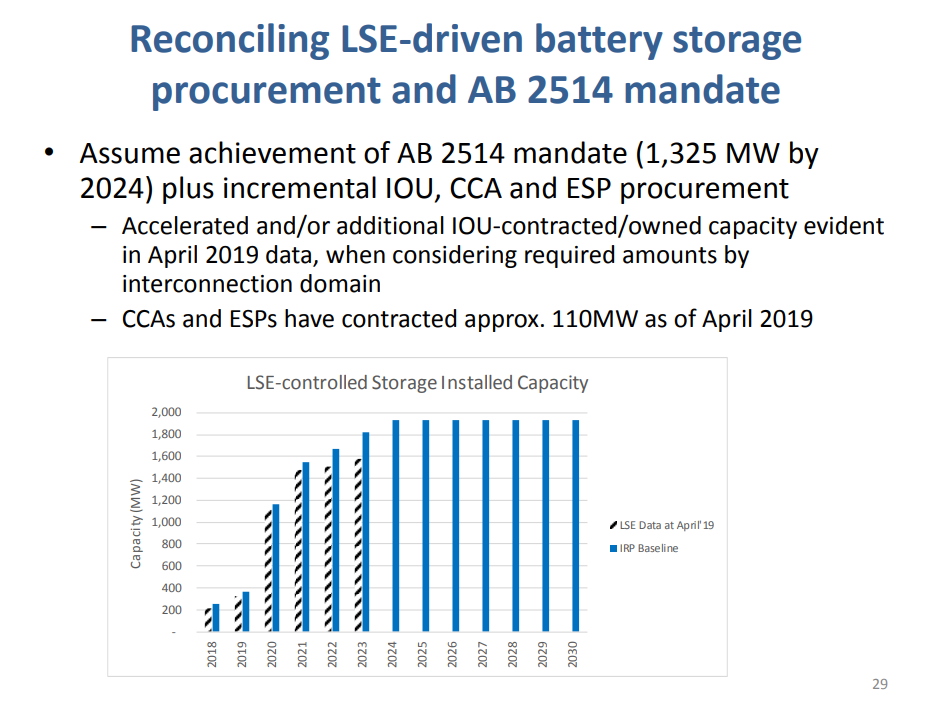 Reconciling LSE-driven battery storage
procurement and AB 2514 mandate
• Assume achievement of AB 2514 mandate (1,325 MW by
2024) plus incremental IOU, CCA and ESP procurement
– Accelerated and/or additional IOU-contracted/owned capacity evident
in April 2019 data, when considering required amounts by
interconnection domain
– CCAs and ESPs have contracted approx. 110MW as of April 2019
LSE-controlled Storage Installed Capacity
Capacity (MW)
2,000
1,800
1,600
1,400
1,200
1,000
800
600
400
200
-
2018
2019
2020
2021
2022
2023
2024
2025
2026
2027
2028
2029
2030
LSE Data at April'19
IRP Baseline
29